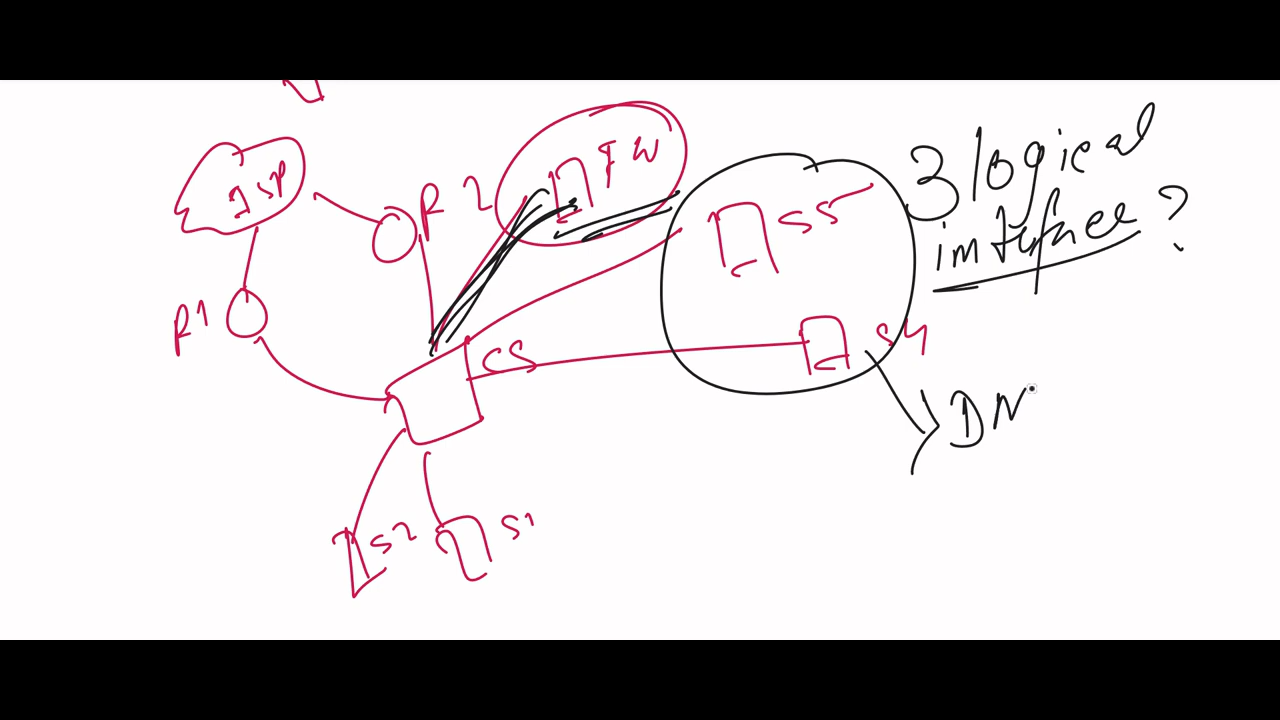 ISP
R2
FW
3 logical
interface?
S5
R1
CS
S4
DN
S2
S1